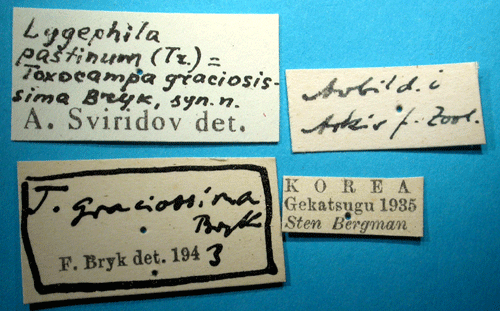 Lygephila
pastinum (Tr.) =
Toxocampa graciosis-
sima Bryk, syn. n.
A. Sviridov det.
Avbild. i
Arkiv f. Zool.
T. graciossima
Bryk
F. Bryk det. 1943
KOREA
Gekatsugu 1935
Sten Bergman